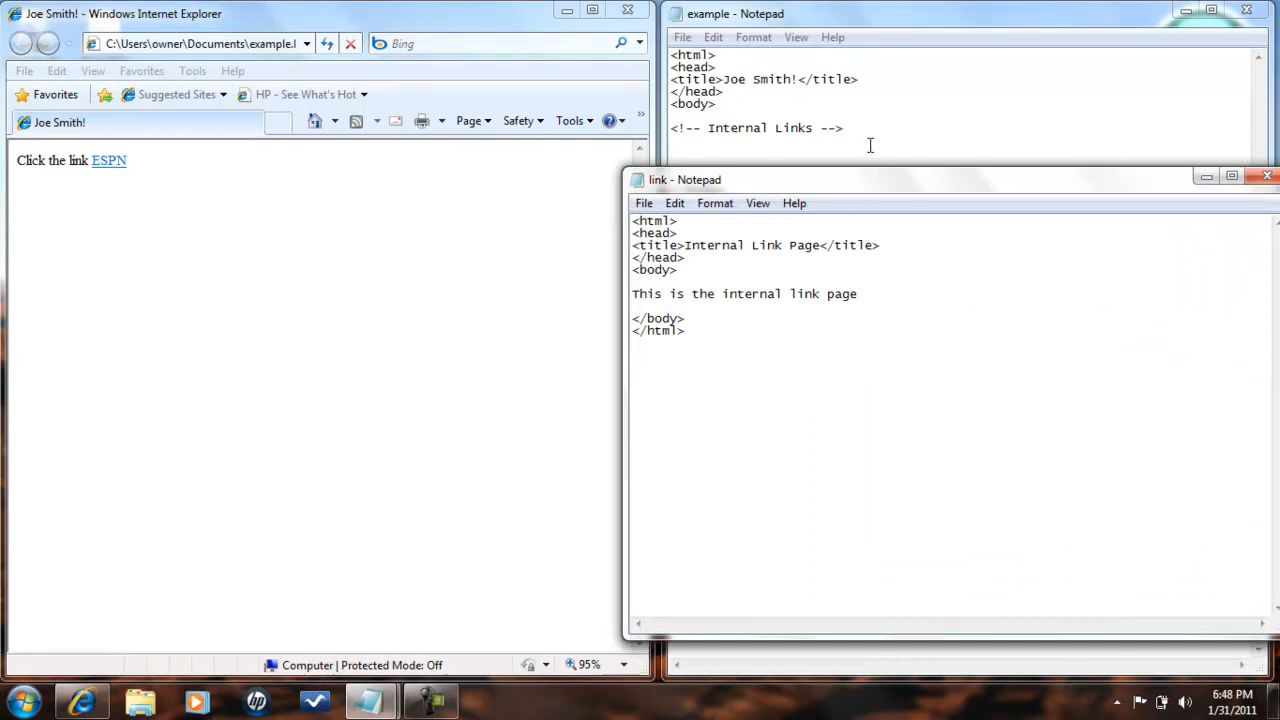 Joe Smith! - Windows Internet Explorer
C:\Users\owner\Documents\example.l
Bing
File Edit View Favorites Tools Help
Favorites Suggested Sites HP - See What's Hot
Joe Smith!
Page Safety Tools
Click the link ESPN
Computer | Protected Mode: Off
95%
example - Notepad
File Edit Format View Help
<html>
<head>
<title>Joe Smith!</title>
</head>
<body>
<!-- Internal Links -->
link - Notepad
File Edit Format View Help
<html>
<head>
<title>Internal Link Page</title>
</head>
<body>
This is the internal link page
</body>
</html>
hp
6:48 PM
1/31/2011